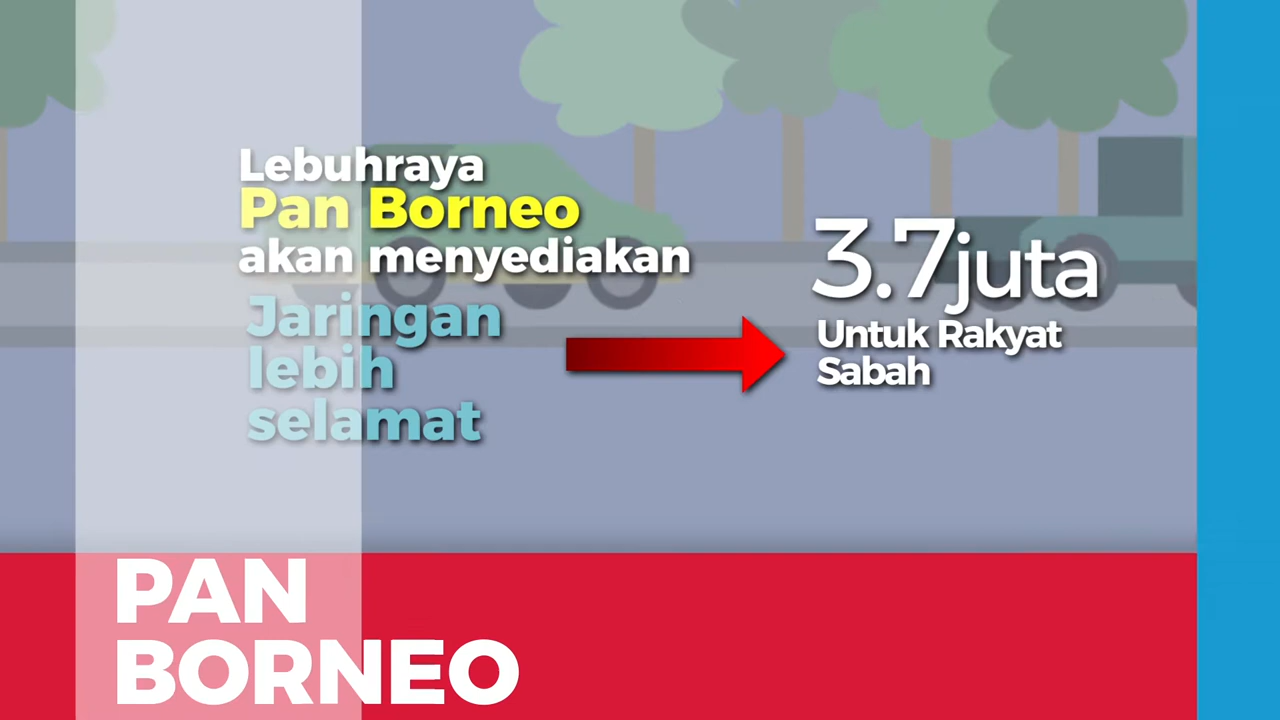 Lebuhraya
Pan Borneo
akan menyediakan
Jaringan
lebih
selamat
3.7juta
Untuk Rakyat
Sabah
PAN
BORNEO